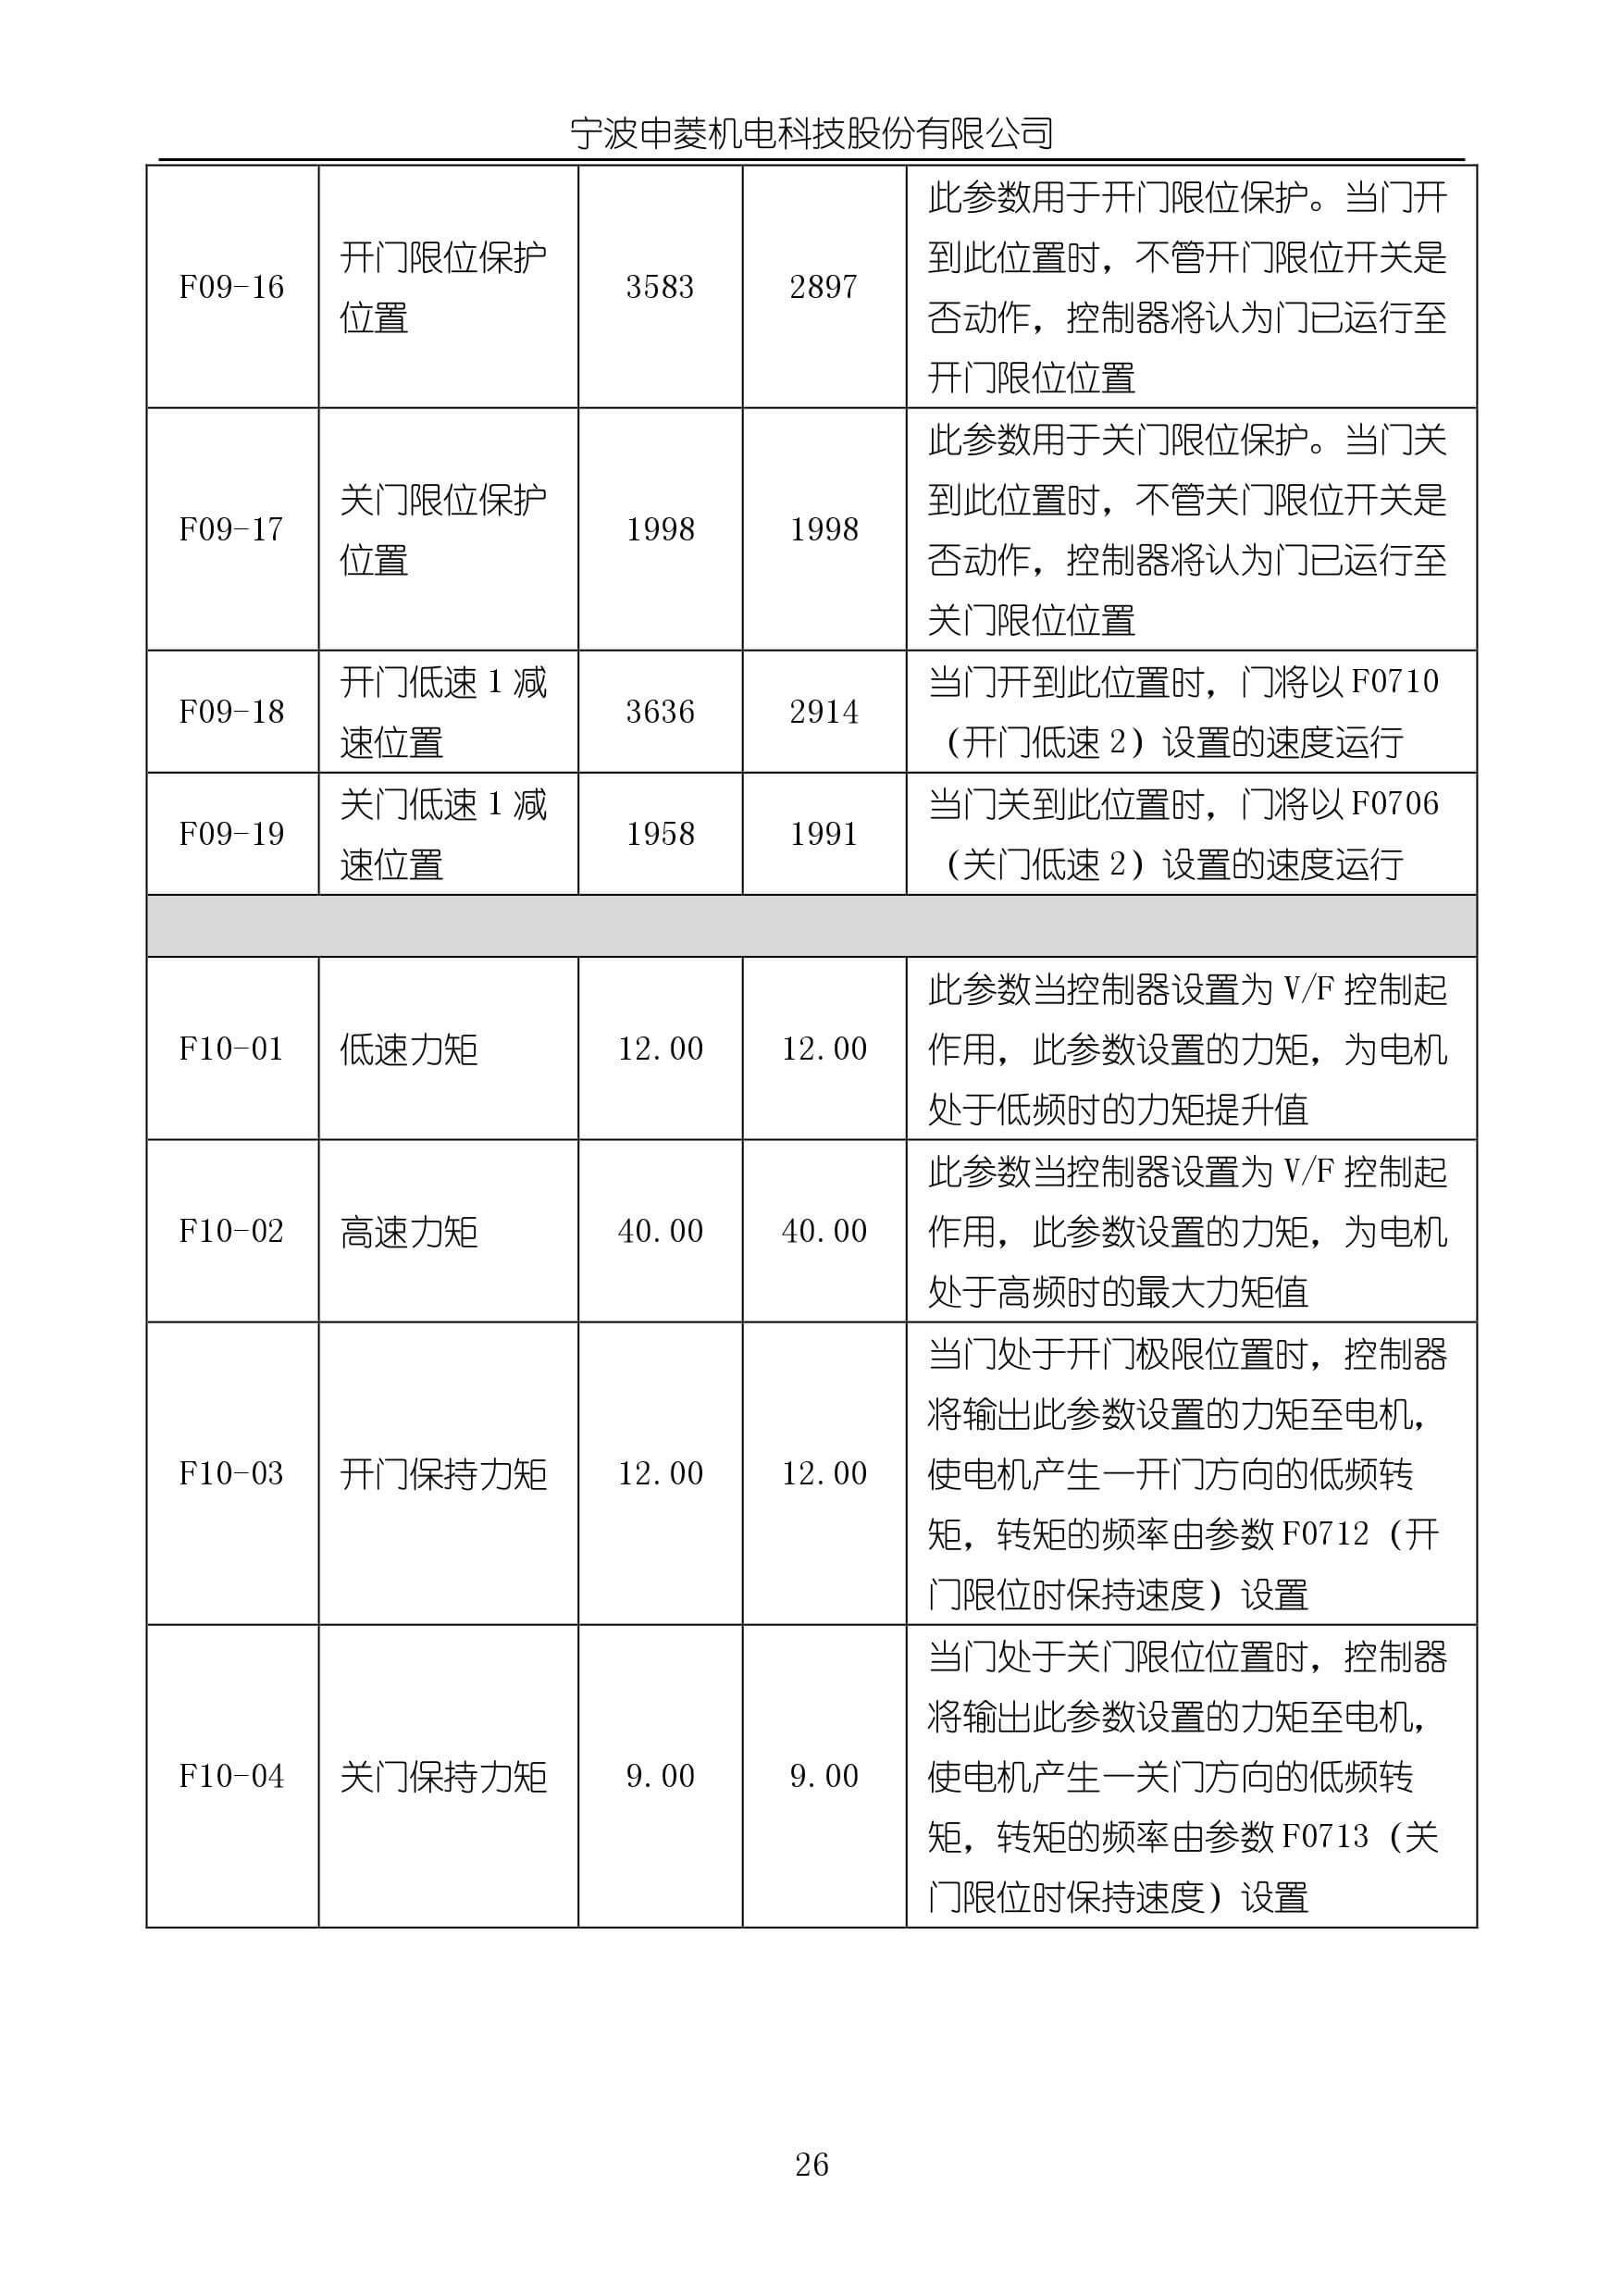 宁波申菱机电科技股份有限公司
F09-16
开门限位保护
位置
3583
2897
此参数用于开门限位保护。当门开
到此位置时，不管开门限位开关是
否动作，控制器将认为门已运行至
开门限位位置
F09-17
关门限位保护
位置
1998
1998
此参数用于关门限位保护。当门关
到此位置时，不管关门限位开关是
否动作，控制器将认为门已运行至
关门限位位置
F09-18
开门低速 1 减
速位置
3636
2914
当门开到此位置时，门将以 F0710
（开门低速 2）设置的速度运行
F09-19
关门低速 1 减
速位置
1958
1991
当门关到此位置时，门将以 F0706
（关门低速 2）设置的速度运行
F10-01
低速力矩
12.00
12.00
此参数当控制器设置为 V/F 控制起
作用，此参数设置的力矩，为电机
处于低频时的力矩提升值
F10-02
高速力矩
40.00
40.00
此参数当控制器设置为 V/F 控制起
作用，此参数设置的力矩，为电机
处于高频时的最大力矩值
F10-03
开门保持力矩
12.00
12.00
当门处于开门极限位置时，控制器
将输出此参数设置的力矩至电机，
使电机产生一开门方向的低频转
矩，转矩的频率由参数 F0712（开
门限位时保持速度）设置
F10-04
关门保持力矩
9.00
9.00
当门处于关门限位位置时，控制器
将输出此参数设置的力矩至电机，
使电机产生一关门方向的低频转
矩，转矩的频率由参数 F0713（关
门限位时保持速度）设置
26